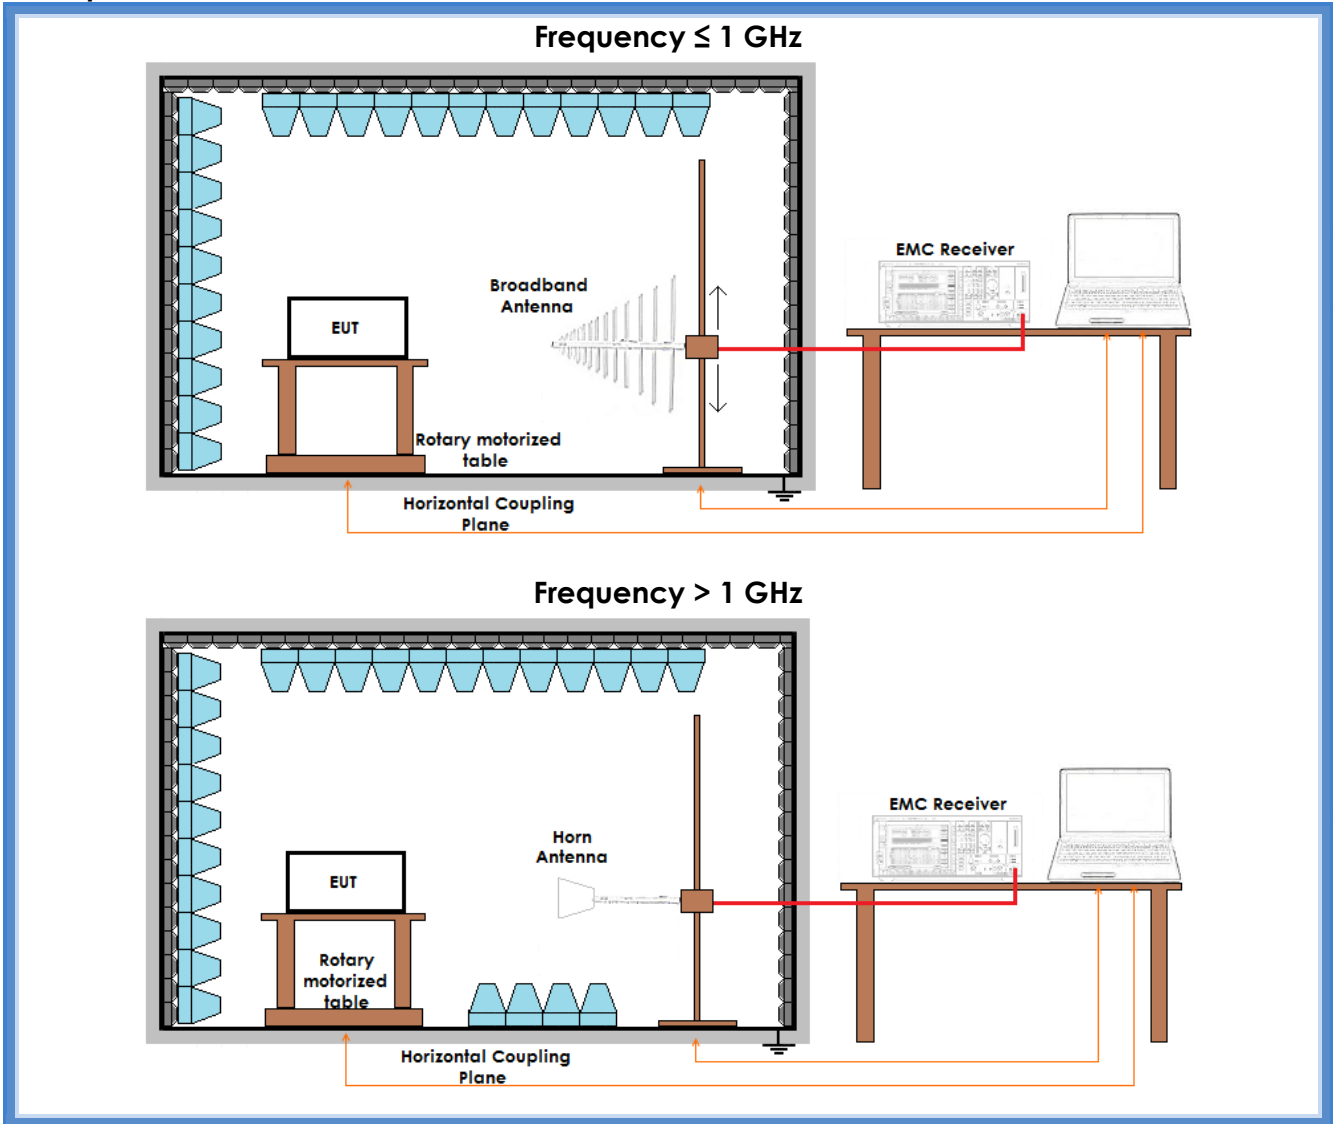 Frequency ≤ 1 GHz
EMC Receiver
Broadband
Antenna
EUT
Rotary motorized
table
Horizontal Coupling
Plane
Frequency > 1 GHz
EMC Receiver
Horn
Antenna
EUT
Rotary
motorized
table
Horizontal Coupling
Plane